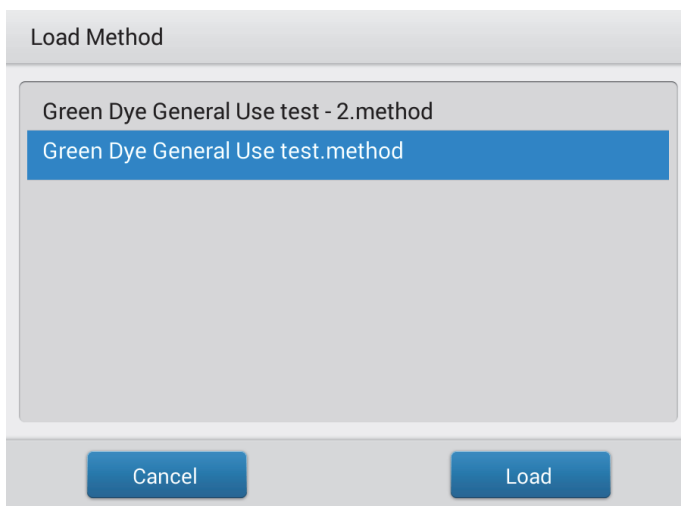 Load Method
Green Dye General Use test - 2.method
Green Dye General Use test.method
Cancel
Load